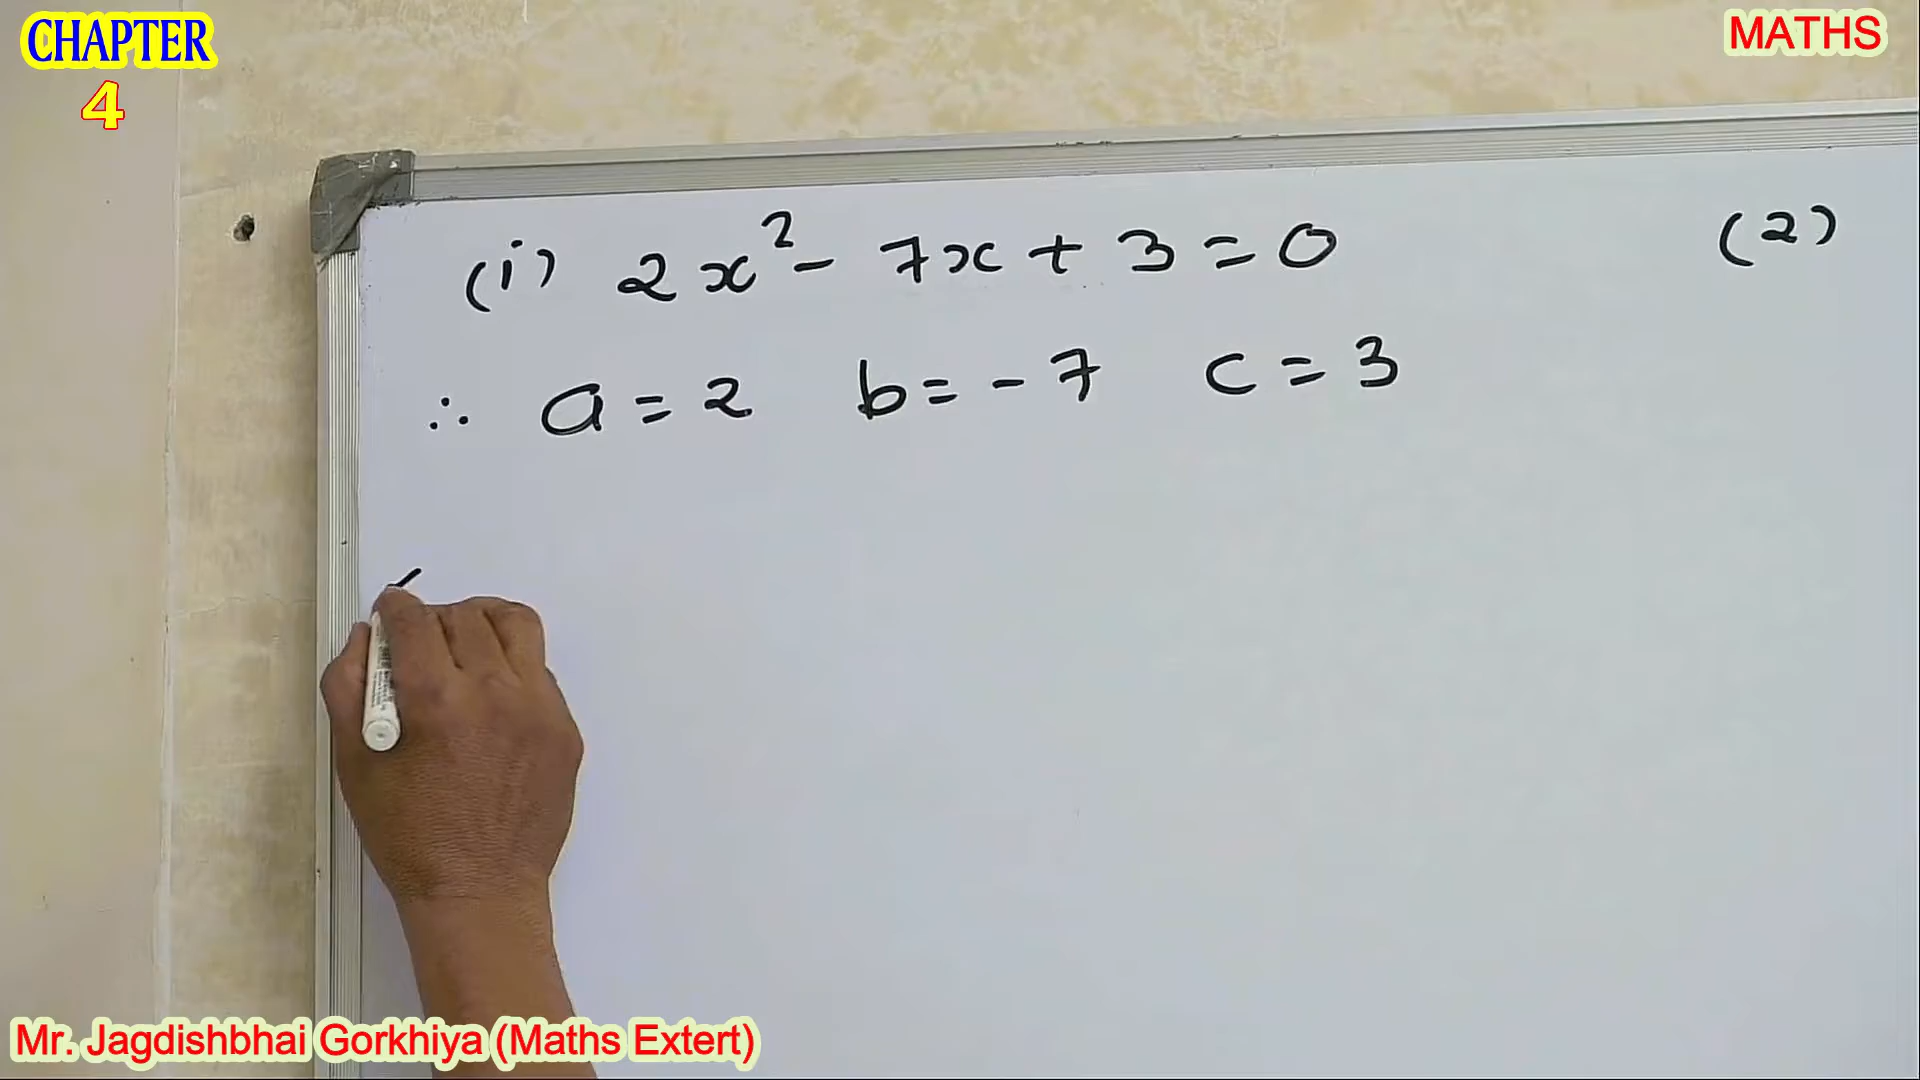 CHAPTER
4
MATHS
(i) 2x² - 7x + 3 = 0
(2)
∴ a = 2 b = - 7 c = 3
Mr. Jagdishbhai Gorkhiya (Maths Extert)